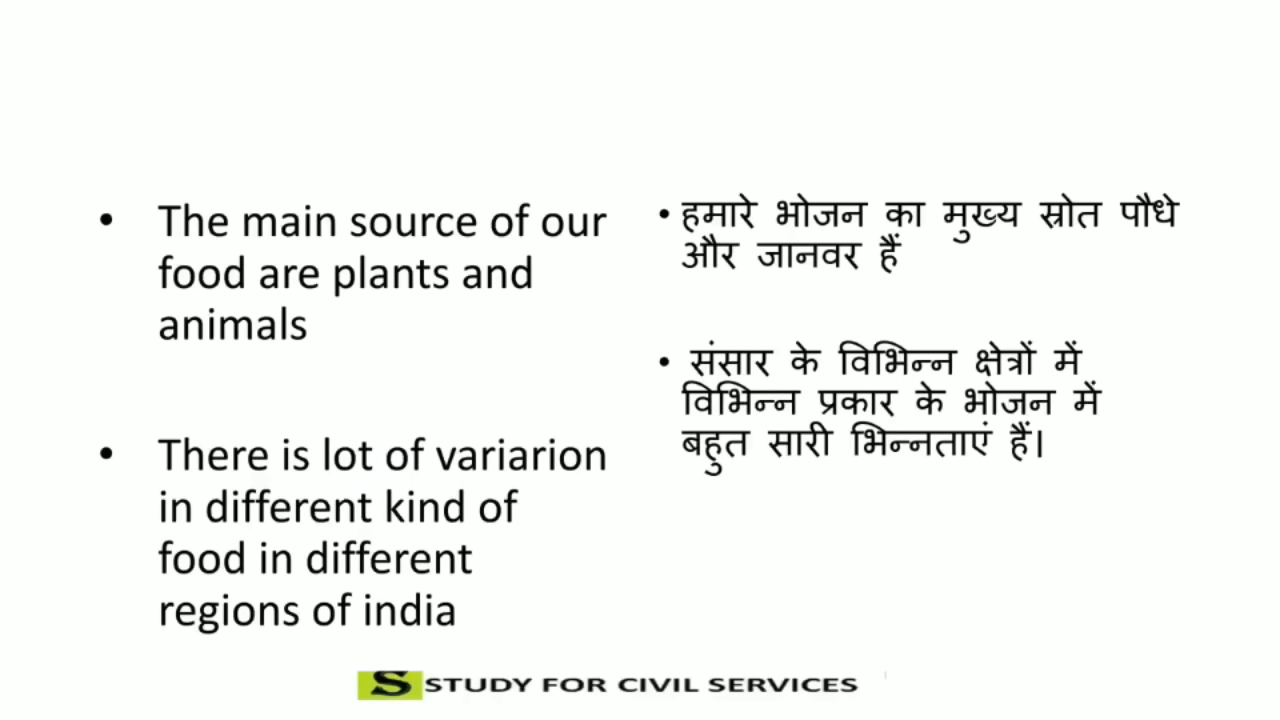 • The main source of our
food are plants and
animals
• There is lot of variarion
in different kind of
food in different
regions of india
• हमारे भोजन का मुख्य स्रोत पौधे
और जानवर हैं
• संसार के विभिन्न क्षेत्रों में
विभिन्न प्रकार के भोजन में
बहुत सारी भिन्नताएं हैं।
S STUDY FOR CIVIL SERVICES